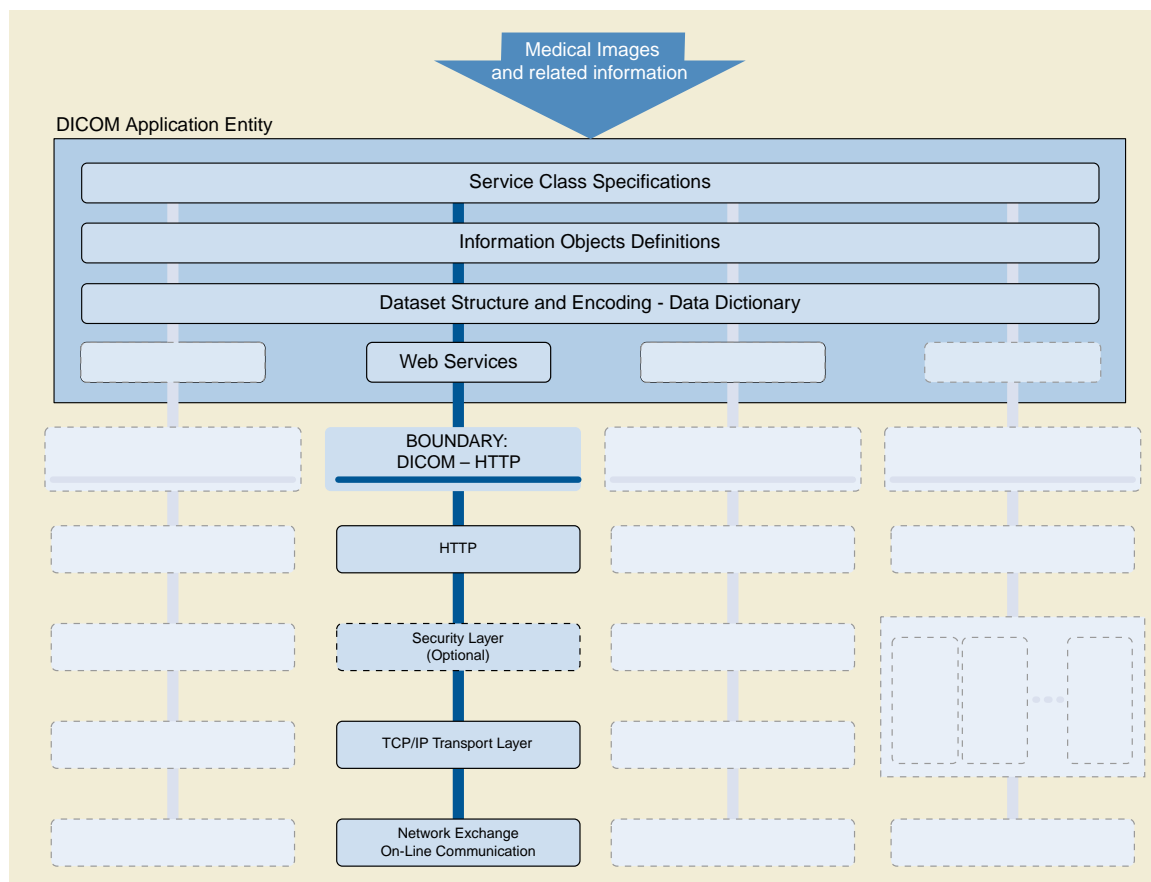 Medical Images
and related information
DICOM Application Entity
Service Class Specifications
Information Objects Definitions
Dataset Structure and Encoding - Data Dictionary
Web Services
BOUNDARY:
DICOM – HTTP
HTTP
Security Layer
(Optional)
TCP/IP Transport Layer
Network Exchange
On-Line Communication